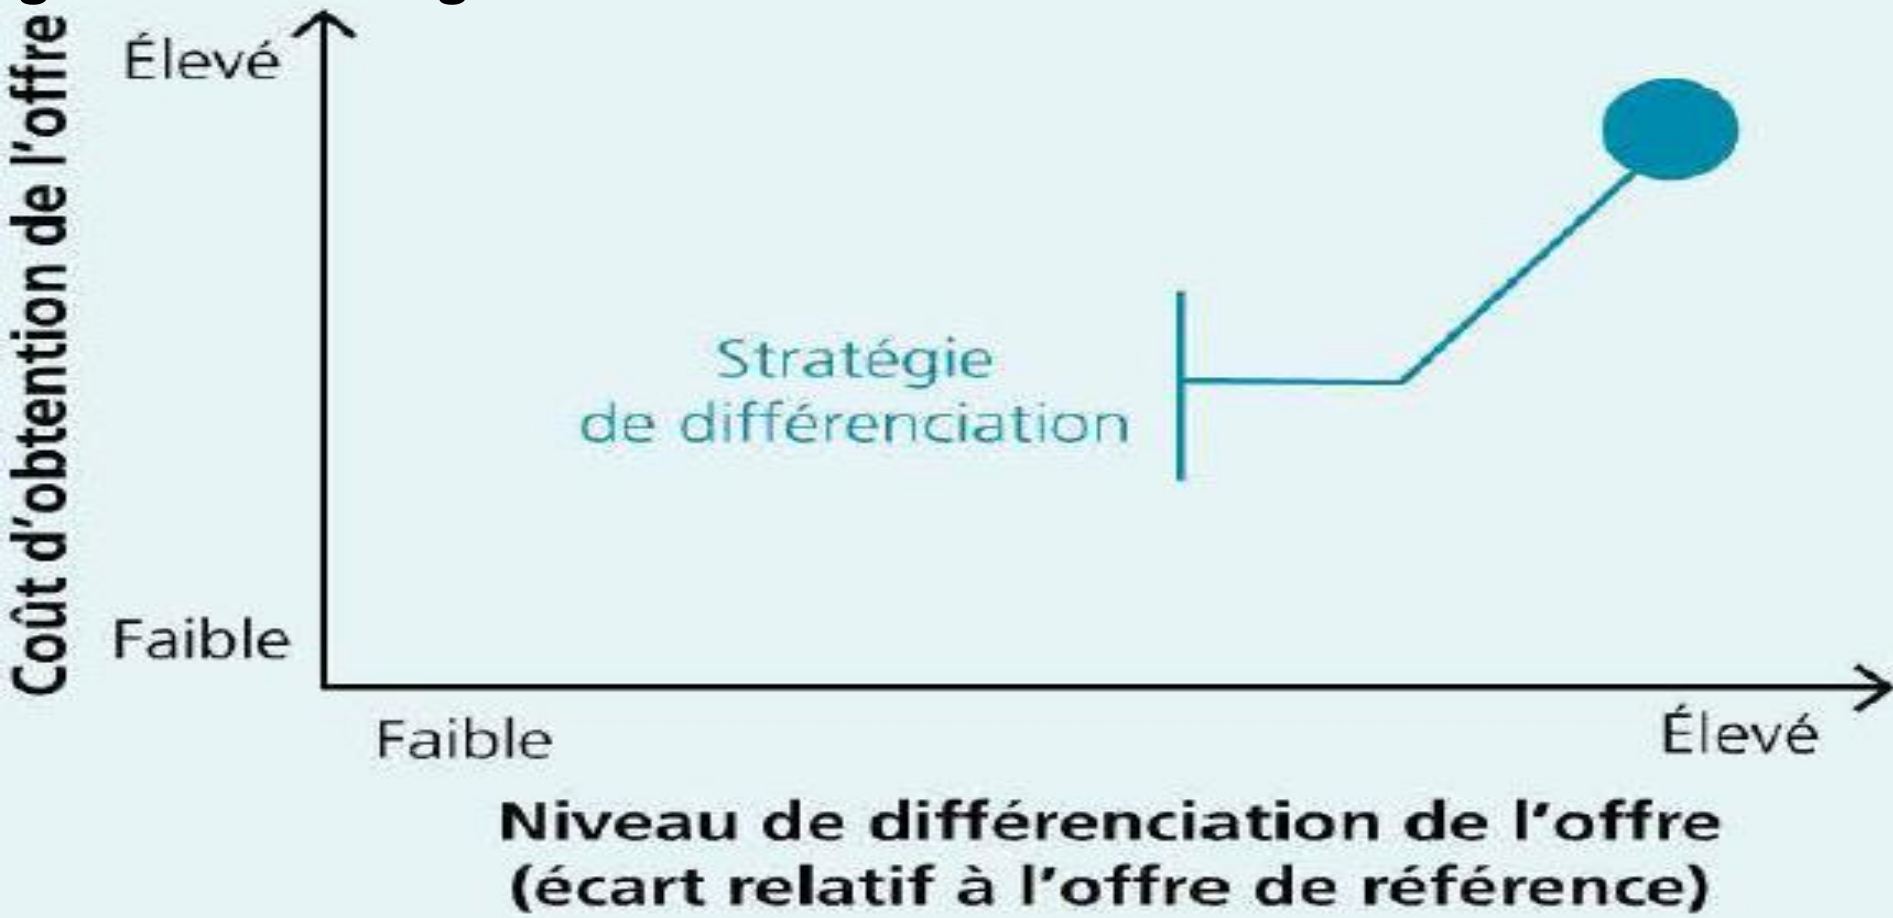 Coût d'obtention de l'offre
Élevé
Stratégie
de différenciation
Faible
Faible
Élevé
Niveau de différenciation de l'offre
(écart relatif à l'offre de référence)